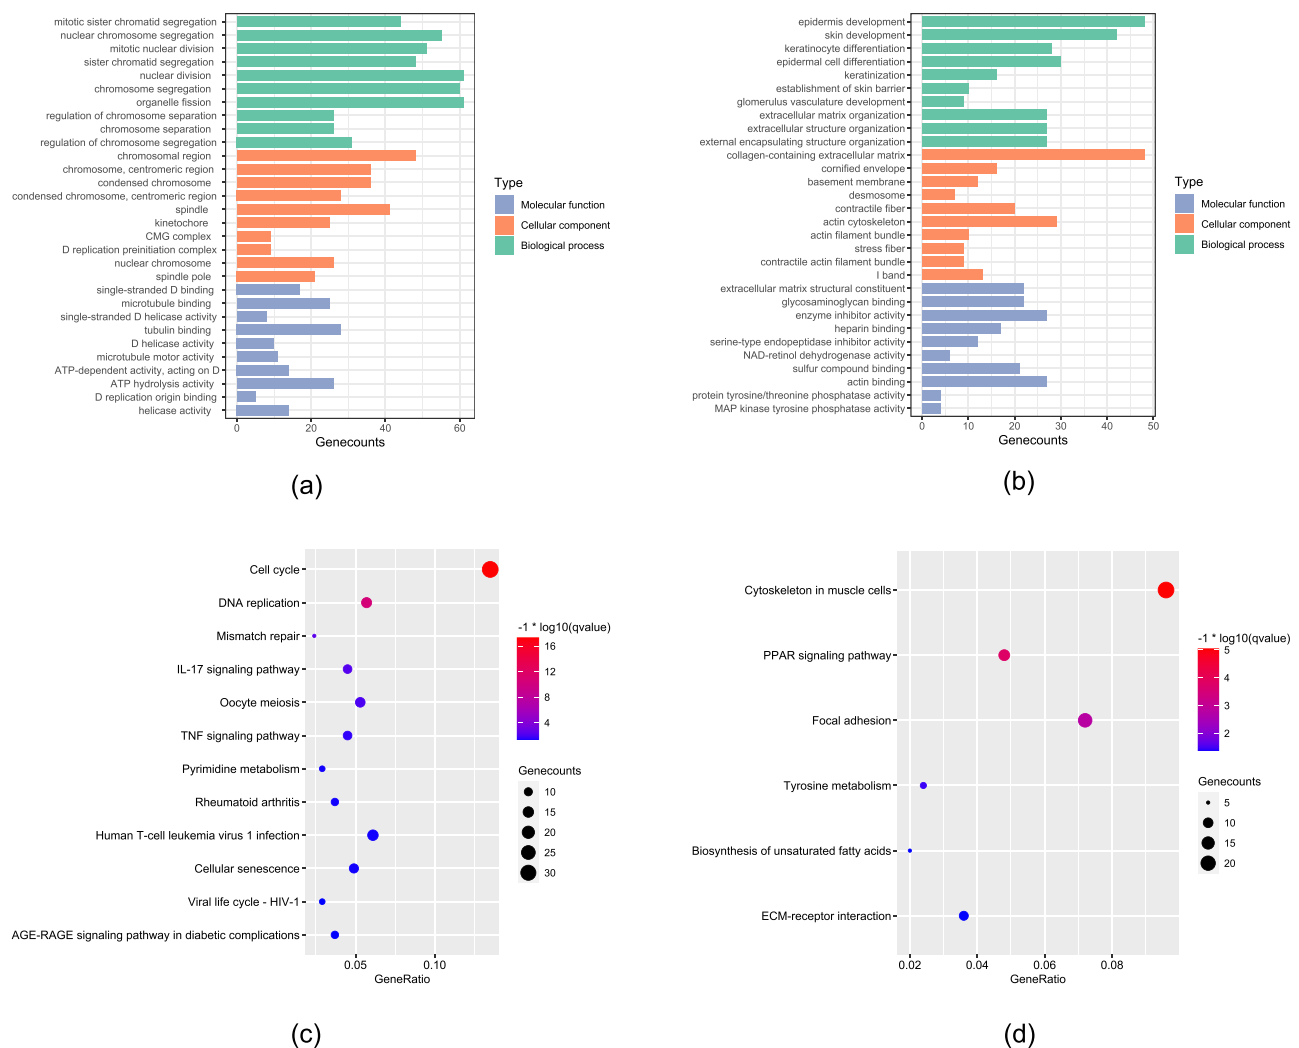 mitotic sister chromatid segregation
nuclear chromosome segregation
mitotic nuclear division
sister chromatid segregation
nuclear division
chromosome segregation
organelle fission
regulation of chromosome separation
chromosome separation
regulation of chromosome segregation
chromosomal region
chromosome, centromeric region
condensed chromosome
condensed chromosome, centromeric region
spindle
kinetochore
CMG complex
D replication preinitiation complex
nuclear chromosome
spindle pole
single-stranded D binding
microtubule binding
single-stranded D helicase activity
tubulin binding
D helicase activity
microtubule motor activity
ATP-dependent activity, acting on D
ATP hydrolysis activity
D replication origin binding
helicase activity
0 20 40 60
Genecounts
Type
Molecular function
Cellular component
Biological process
(a)
epidermis development
skin development
keratinocyte differentiation
epidermal cell differentiation
keratinization
establishment of skin barrier
glomerulus vasculature development
extracellular matrix organization
extracellular structure organization
external encapsulating structure organization
collagen-containing extracellular matrix
cornified envelope
basement membrane
desmosome
contractile fiber
actin cytoskeleton
actin filament bundle
stress fiber
contractile actin filament bundle
I band
extracellular matrix structural constituent
glycosaminoglycan binding
enzyme inhibitor activity
heparin binding
serine-type endopeptidase inhibitor activity
NAD-retinol dehydrogenase activity
sulfur compound binding
actin binding
protein tyrosine/threonine phosphatase activity
MAP kinase tyrosine phosphatase activity
0 10 20 30 40 50
Genecounts
Type
Molecular function
Cellular component
Biological process
(b)
Cell cycle
DNA replication
Mismatch repair
IL-17 signaling pathway
Oocyte meiosis
TNF signaling pathway
Pyrimidine metabolism
Rheumatoid arthritis
Human T-cell leukemia virus 1 infection
Cellular senescence
Viral life cycle - HIV-1
AGE-RAGE signaling pathway in diabetic complications
0.05 0.10
GeneRatio
-1 * log10(qvalue)
16
12
8
4
Genecounts
10
15
20
25
30
(c)
Cytoskeleton in muscle cells
PPAR signaling pathway
Focal adhesion
Tyrosine metabolism
Biosynthesis of unsaturated fatty acids
ECM-receptor interaction
0.02 0.04 0.06 0.08
GeneRatio
-1 * log10(qvalue)
5
4
3
2
Genecounts
5
10
15
20
(d)